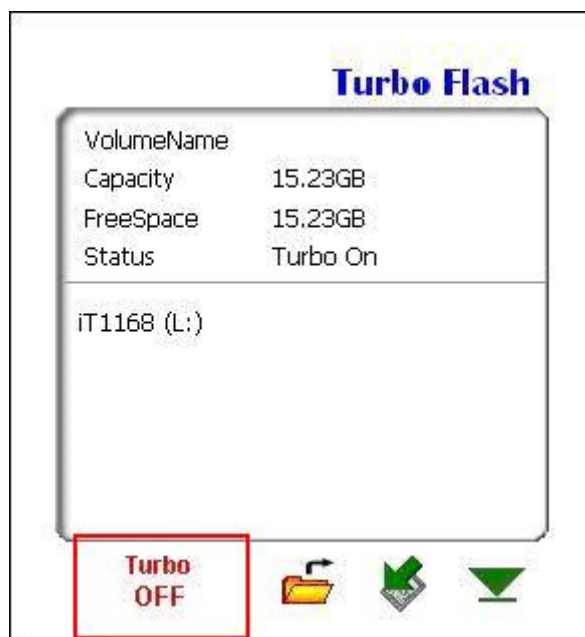 Turbo Flash
VolumeName
Capacity 15.23GB
FreeSpace 15.23GB
Status Turbo On
iT1168 (L:)
Turbo
OFF